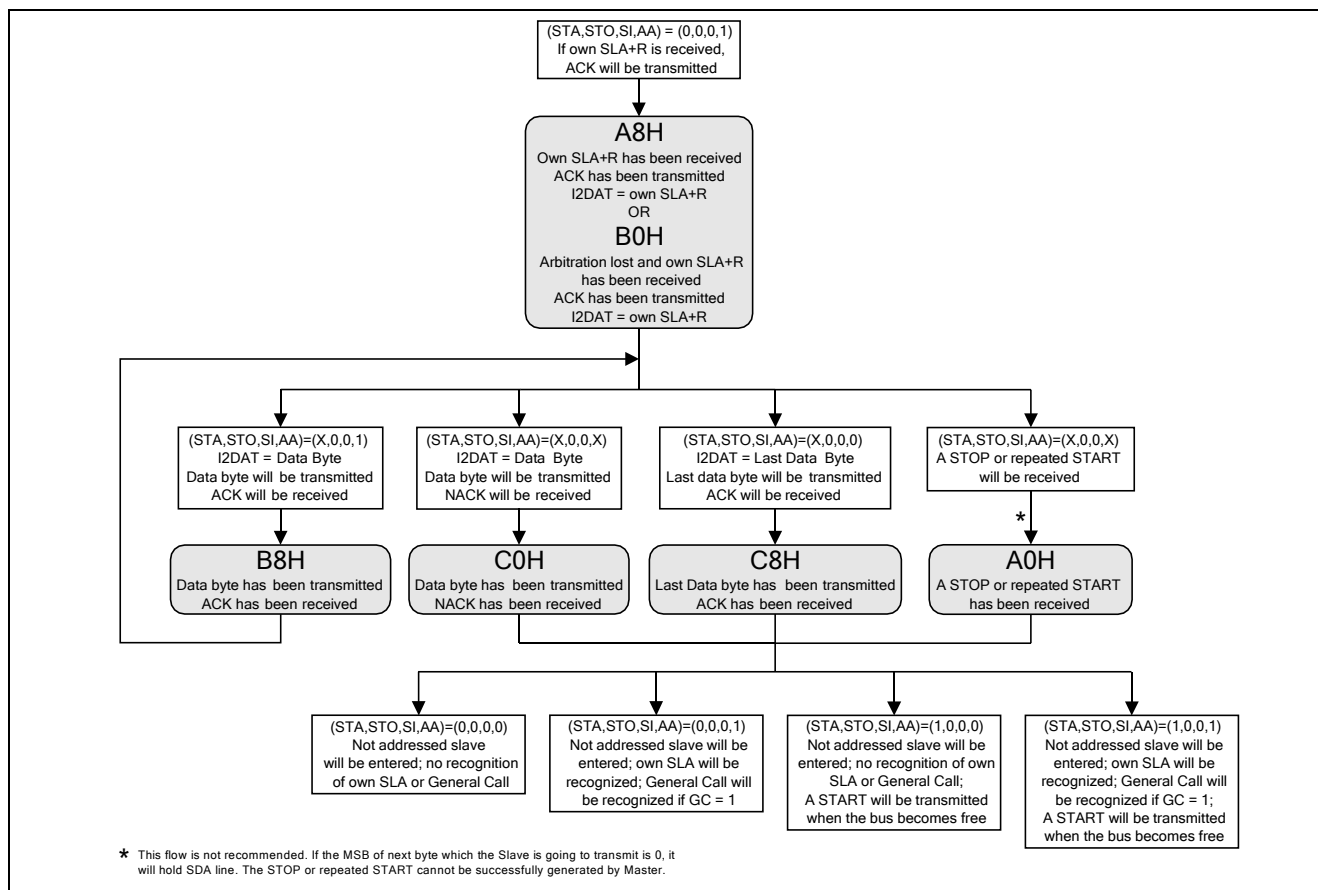 (STA,STO,SI,AA) = (0,0,0,1)
If own SLA+R is received,
ACK will be transmitted
A8H
Own SLA+R has been received
ACK has been transmitted
I2DAT = own SLA+R
OR
B0H
Arbitration lost and own SLA+R
has been received
ACK has been transmitted
I2DAT = own SLA+R
(STA,STO,SI,AA)=(X,0,0,1)
I2DAT = Data Byte
Data byte will be transmitted
ACK will be received
(STA,STO,SI,AA)=(X,0,0,X)
I2DAT = Data Byte
Data byte will be transmitted
NACK will be received
(STA,STO,SI,AA)=(X,0,0,0)
I2DAT = Last Data Byte
Last data byte will be transmitted
ACK will be received
(STA,STO,SI,AA)=(X,0,0,X)
A STOP or repeated START
will be received
*
B8H
Data byte has been transmitted
ACK has been received
C0H
Data byte has been transmitted
NACK has been received
C8H
Last Data byte has been transmitted
ACK has been received
A0H
A STOP or repeated START
has been received
(STA,STO,SI,AA)=(0,0,0,0)
Not addressed slave
will be entered; no recognition
of own SLA or General Call
(STA,STO,SI,AA)=(0,0,0,1)
Not addressed slave will be
entered; own SLA will be
recognized; General Call will
be recognized if GC = 1
(STA,STO,SI,AA)=(1,0,0,0)
Not addressed slave will be
entered; no recognition of own
SLA or General Call;
A START will be transmitted
when the bus becomes free
(STA,STO,SI,AA)=(1,0,0,1)
Not addressed slave will be
entered; own SLA will be
recognized; General Call will
be recognized if GC = 1;
A START will be transmitted
when the bus becomes free
* This flow is not recommended. If the MSB of next byte which the Slave is going to transmit is 0, it
will hold SDA line. The STOP or repeated START cannot be successfully generated by Master.